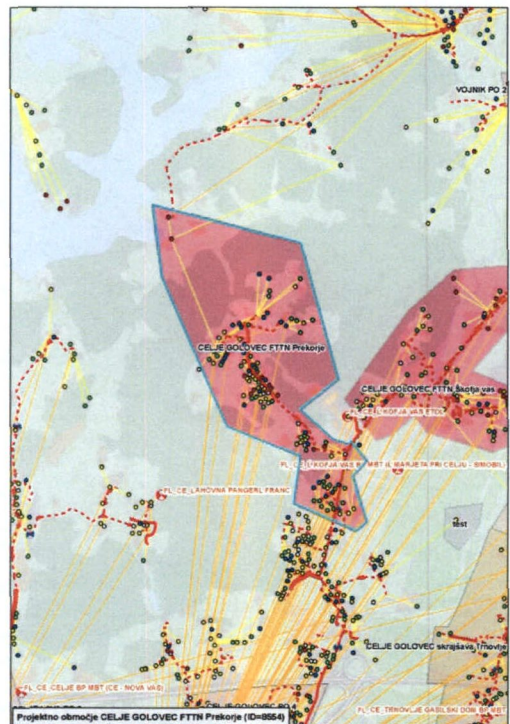 VOJNIK PO 2
CELJE GOLOVEC FTTN Prekorje
CELJE GOLOVEC FTTN Škofja vas
FL_CE_LAHOVNA PANGERL FRANC
test
CELJE GOLOVEC skrajšava Trnovlje
FL_CE_CELJE BP MBT (CE - NOVA VAS)
FL_CE_TRNOVLJE GASILSKI DOM BP MBT
Projektno območje CELJE GOLOVEC FTTN Prekorje (ID=9554)